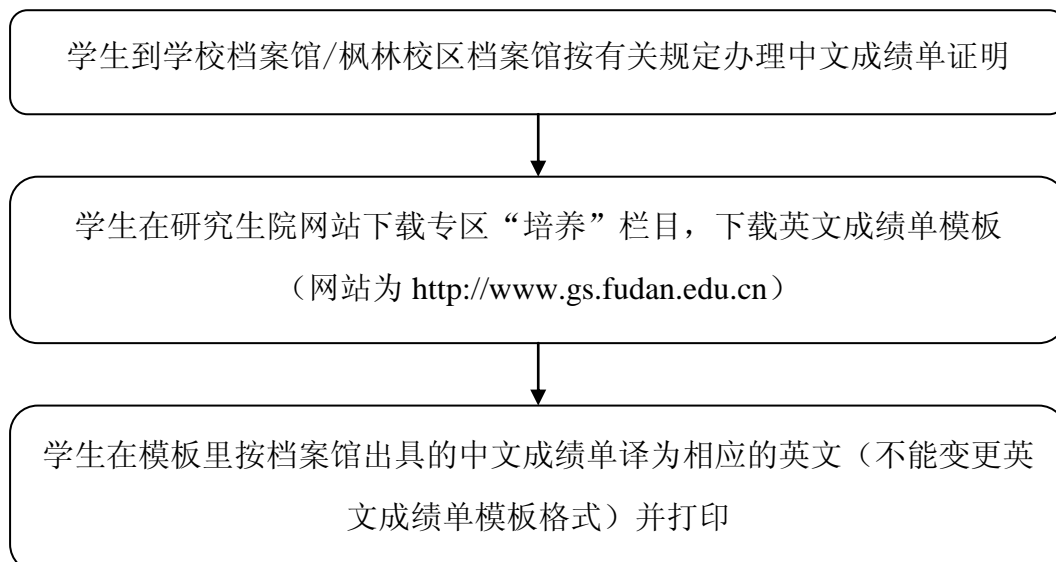 学生到学校档案馆/枫林校区档案馆按有关规定办理中文成绩单证明
学生在研究生院网站下载专区“培养”栏目，下载英文成绩单模板
（网站为 http://www.gs.fudan.edu.cn）
学生在模板里按档案馆出具的中文成绩单译为相应的英文（不能变更英
文成绩单模板格式）并打印